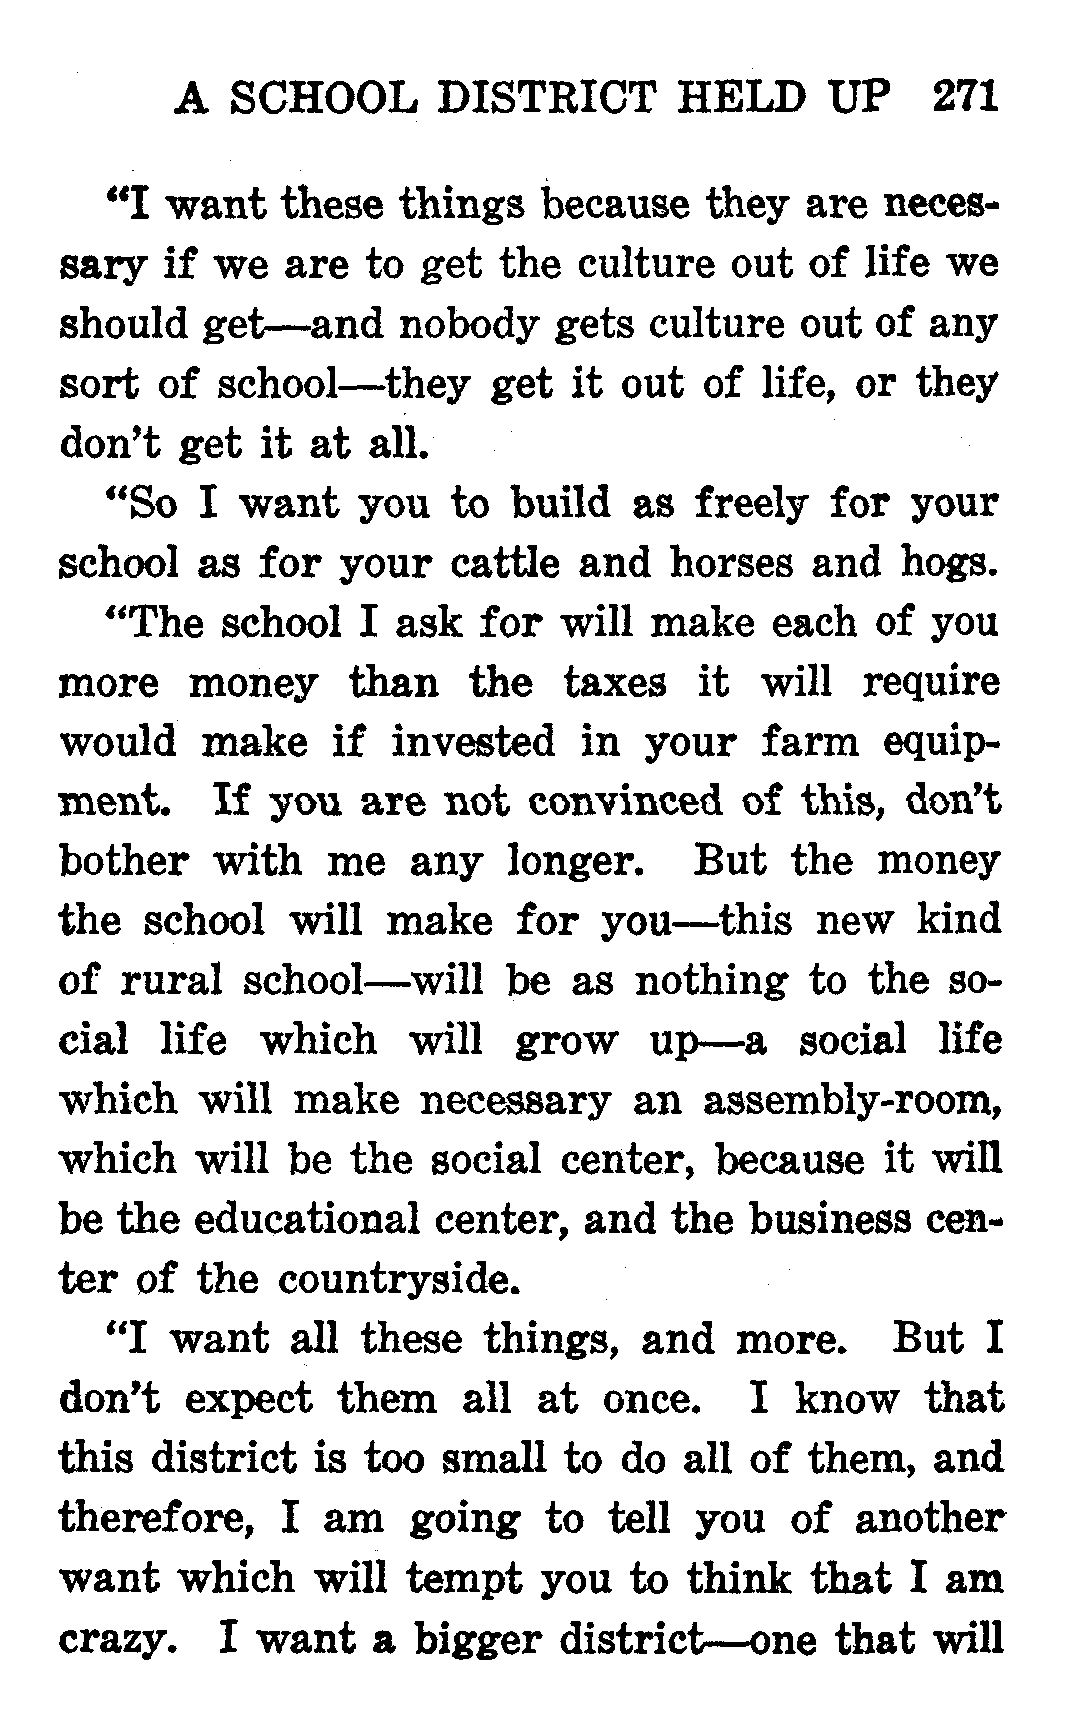 A SCHOOL DISTRICT HELD UP 271
“I want these things because they are neces-
sary if we are to get the culture out of life we
should get—and nobody gets culture out of any
sort of school—they get it out of life, or they
don’t get it at all.
“So I want you to build as freely for your
school as for your cattle and horses and hogs.
“The school I ask for will make each of you
more money than the taxes it will require
would make if invested in your farm equip-
ment. If you are not convinced of this, don’t
bother with me any longer. But the money
the school will make for you—this new kind
of rural school—will be as nothing to the so-
cial life which will grow up—a social life
which will make necessary an assembly-room,
which will be the social center, because it will
be the educational center, and the business cen-
ter of the countryside.
“I want all these things, and more. But I
don’t expect them all at once. I know that
this district is too small to do all of them, and
therefore, I am going to tell you of another
want which will tempt you to think that I am
crazy. I want a bigger district—one that will